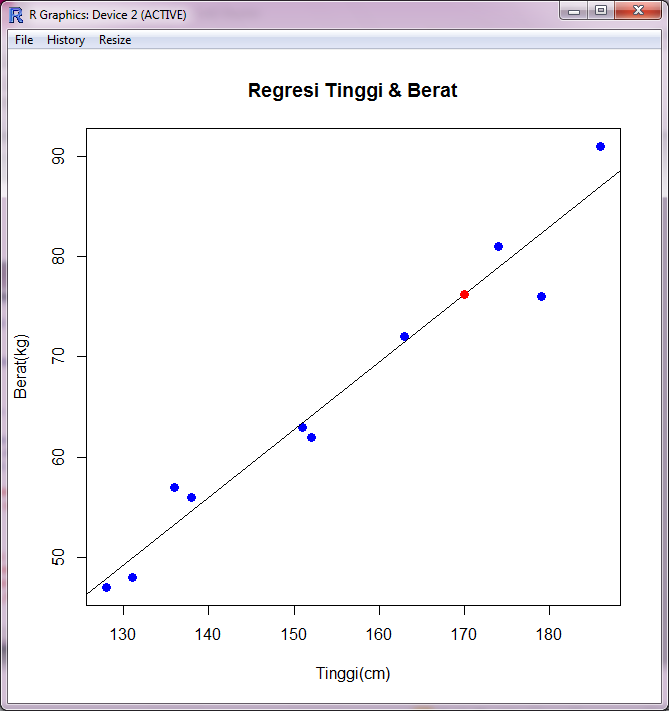 R Graphics: Device 2 (ACTIVE)
File History Resize
Regresi Tinggi & Berat
90
80
70
60
50
Berat(kg)
130 140 150 160 170 180
Tinggi(cm)